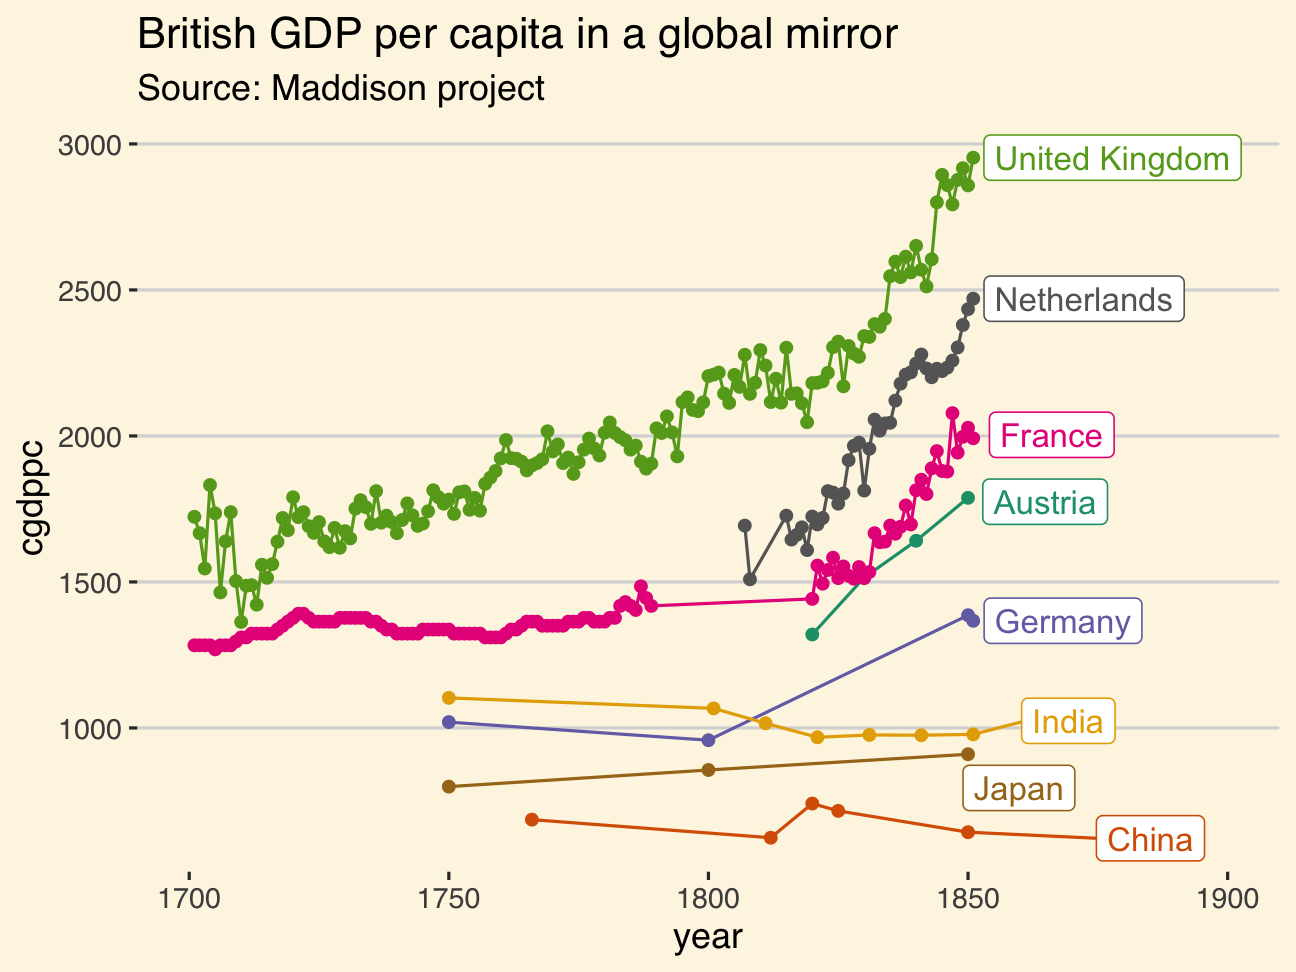 British GDP per capita in a global mirror
Source: Maddison project
3000
2500
2000
1500
1000
cgdppc
United Kingdom
Netherlands
France
Austria
Germany
India
Japan
China
1700 1750 1800 1850 1900
year